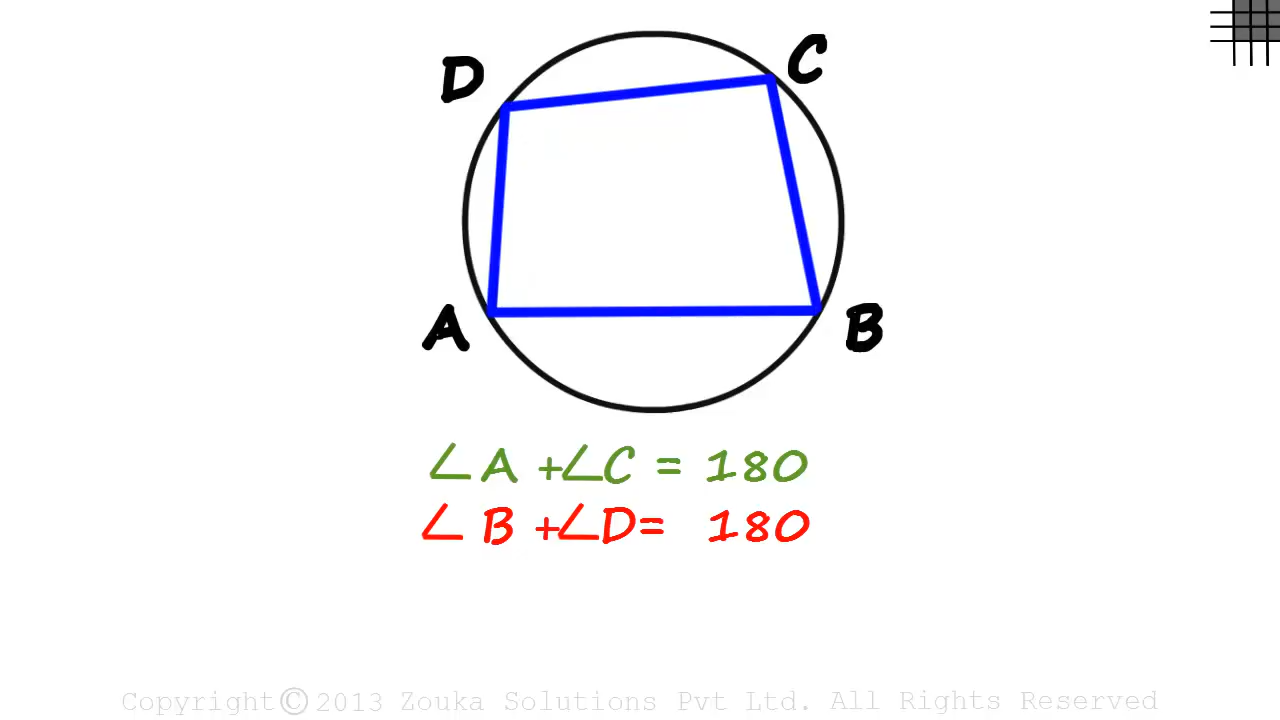 D
C
A
B
∠A +∠C = 180
∠ B +∠D= 180
Copyright© 2013 Zouka Solutions Pvt Ltd. All Rights Reserved